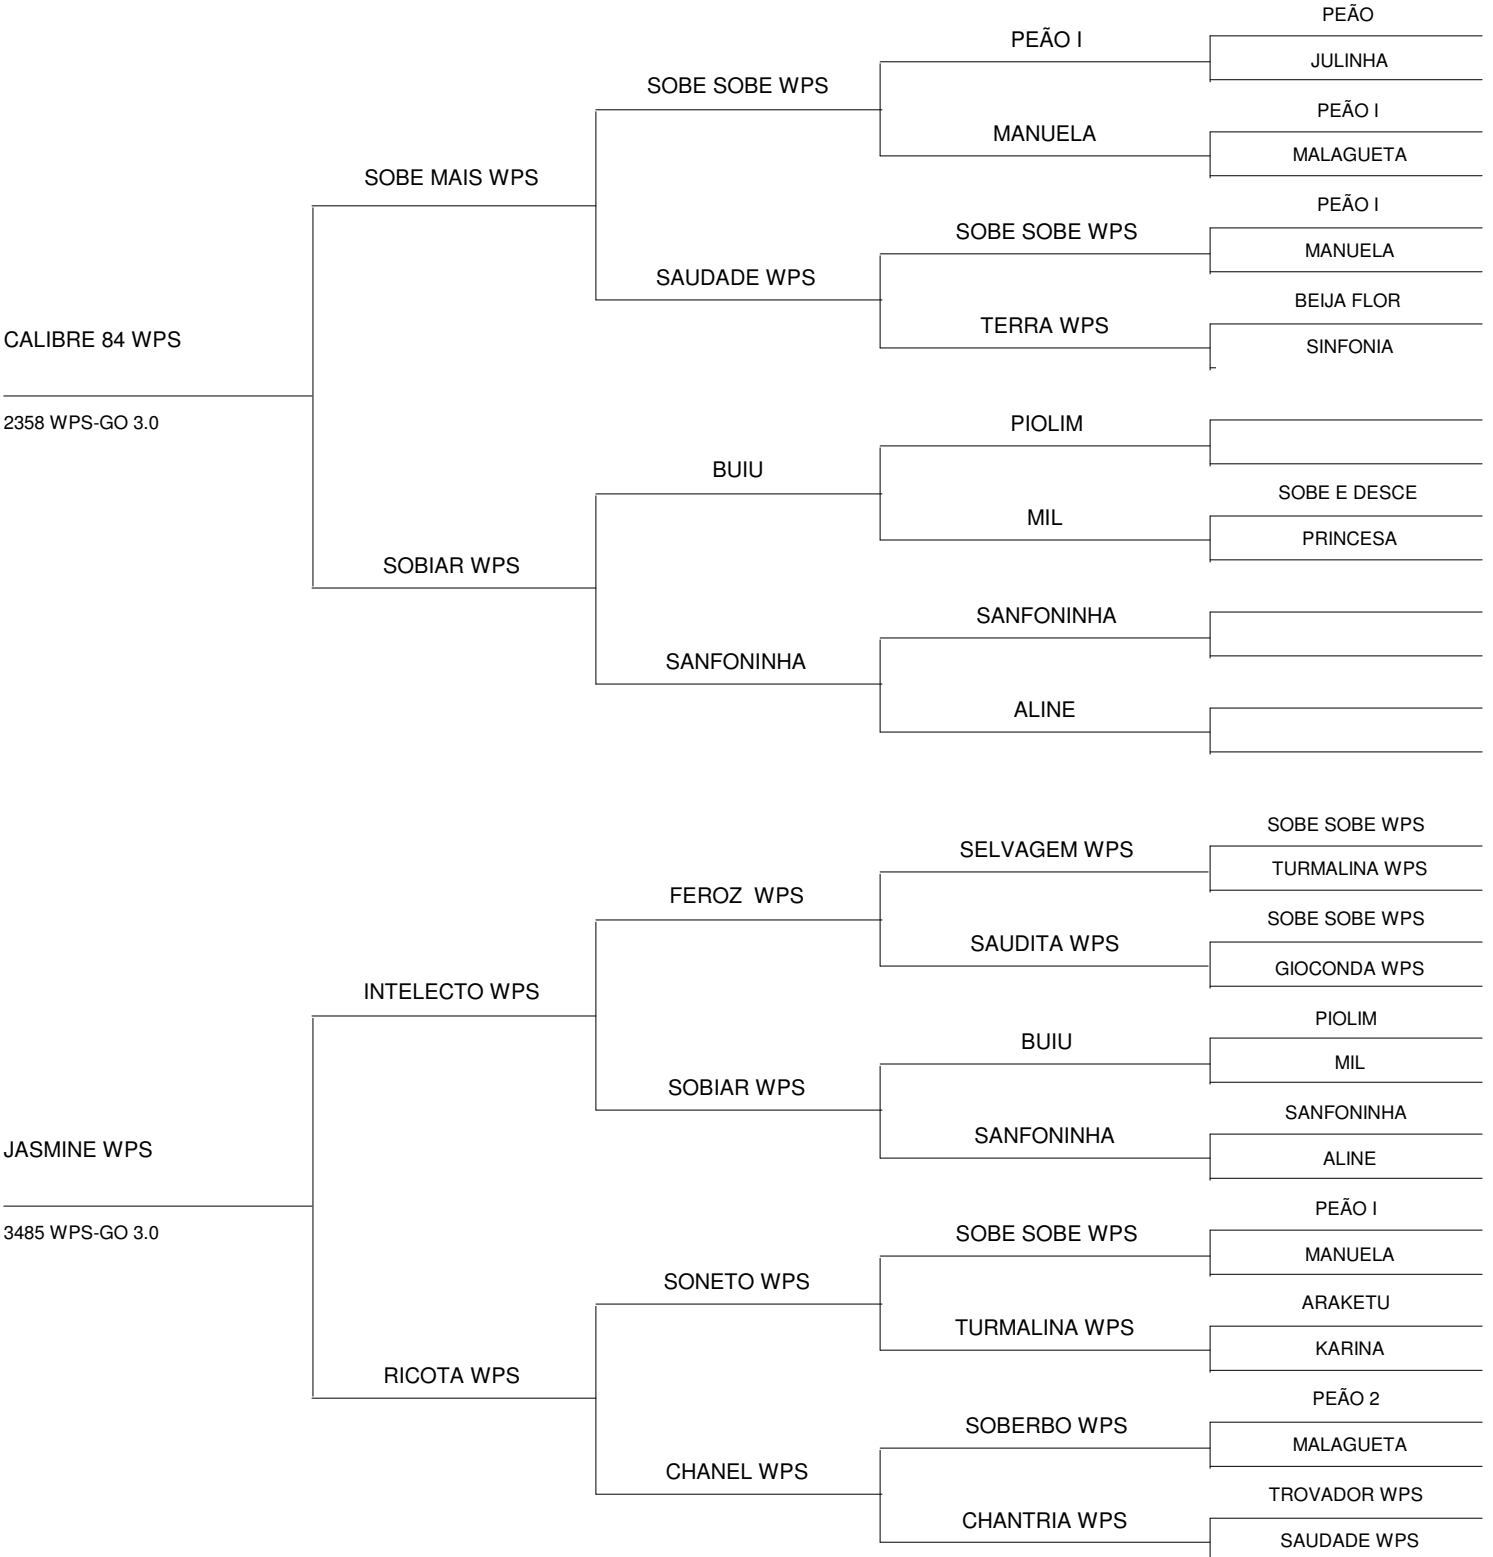 PEÃO
PEÃO I
JULINHA
SOBE SOBE WPS
PEÃO I
MANUELA
MALAGUETA
SOBE MAIS WPS
PEÃO I
SOBE SOBE WPS
MANUELA
SAUDADE WPS
BEIJA FLOR
TERRA WPS
CALIBRE 84 WPS
SINFONIA
2358 WPS-GO 3.0
PIOLIM
BUIU
SOBE E DESCE
MIL
PRINCESA
SOBIAR WPS
SANFONINHA
SANFONINHA
ALINE
SOBE SOBE WPS
SELVAGEM WPS
TURMALINA WPS
FEROZ  WPS
SOBE SOBE WPS
SAUDITA WPS
GIOCONDA WPS
INTELECTO WPS
PIOLIM
BUIU
MIL
SOBIAR WPS
SANFONINHA
SANFONINHA
JASMINE WPS
ALINE
PEÃO I
3485 WPS-GO 3.0
SOBE SOBE WPS
MANUELA
SONETO WPS
ARAKETU
TURMALINA WPS
KARINA
RICOTA WPS
PEÃO 2
SOBERBO WPS
MALAGUETA
CHANEL WPS
TROVADOR WPS
CHANTRIA WPS
SAUDADE WPS